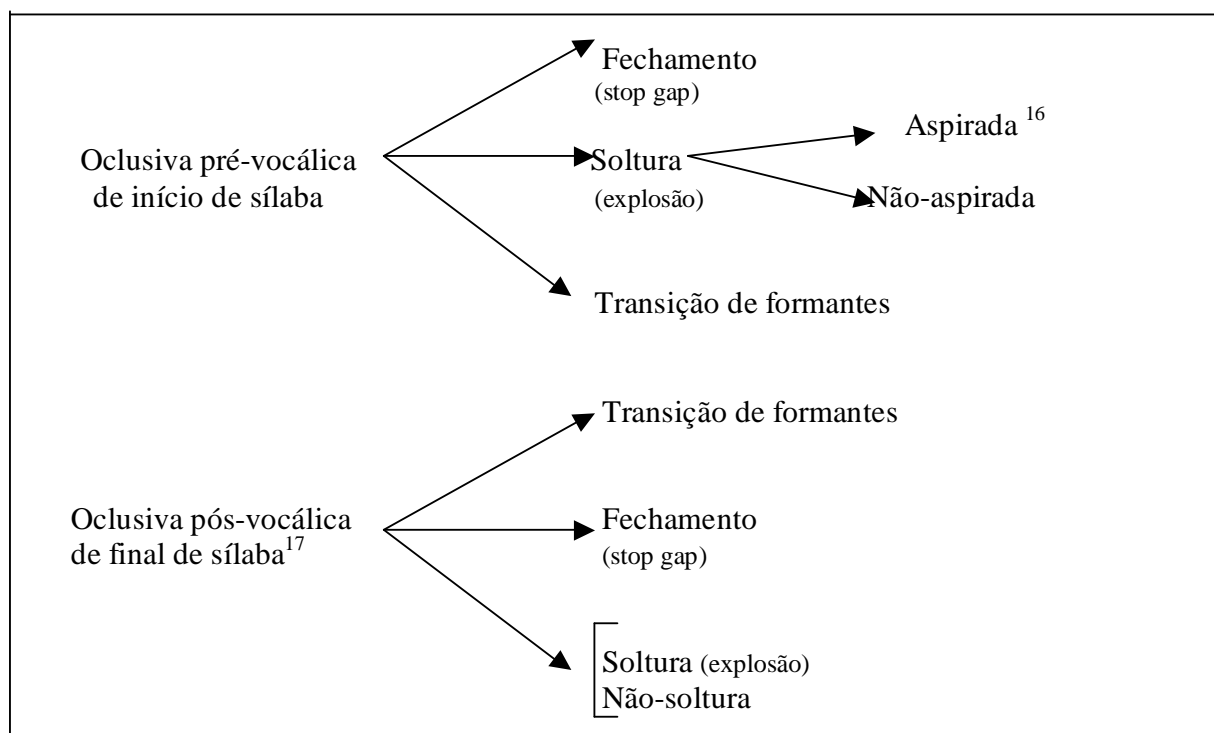 Fechamento
(stop gap)
Aspirada 16
Oclusiva pré-vocálica
de início de sílaba
Soltura
(explosão)
Não-aspirada
Transição de formantes
Transição de formantes
Oclusiva pós-vocálica
de final de sílaba17
Fechamento
(stop gap)
Soltura (explosão)
Não-soltura